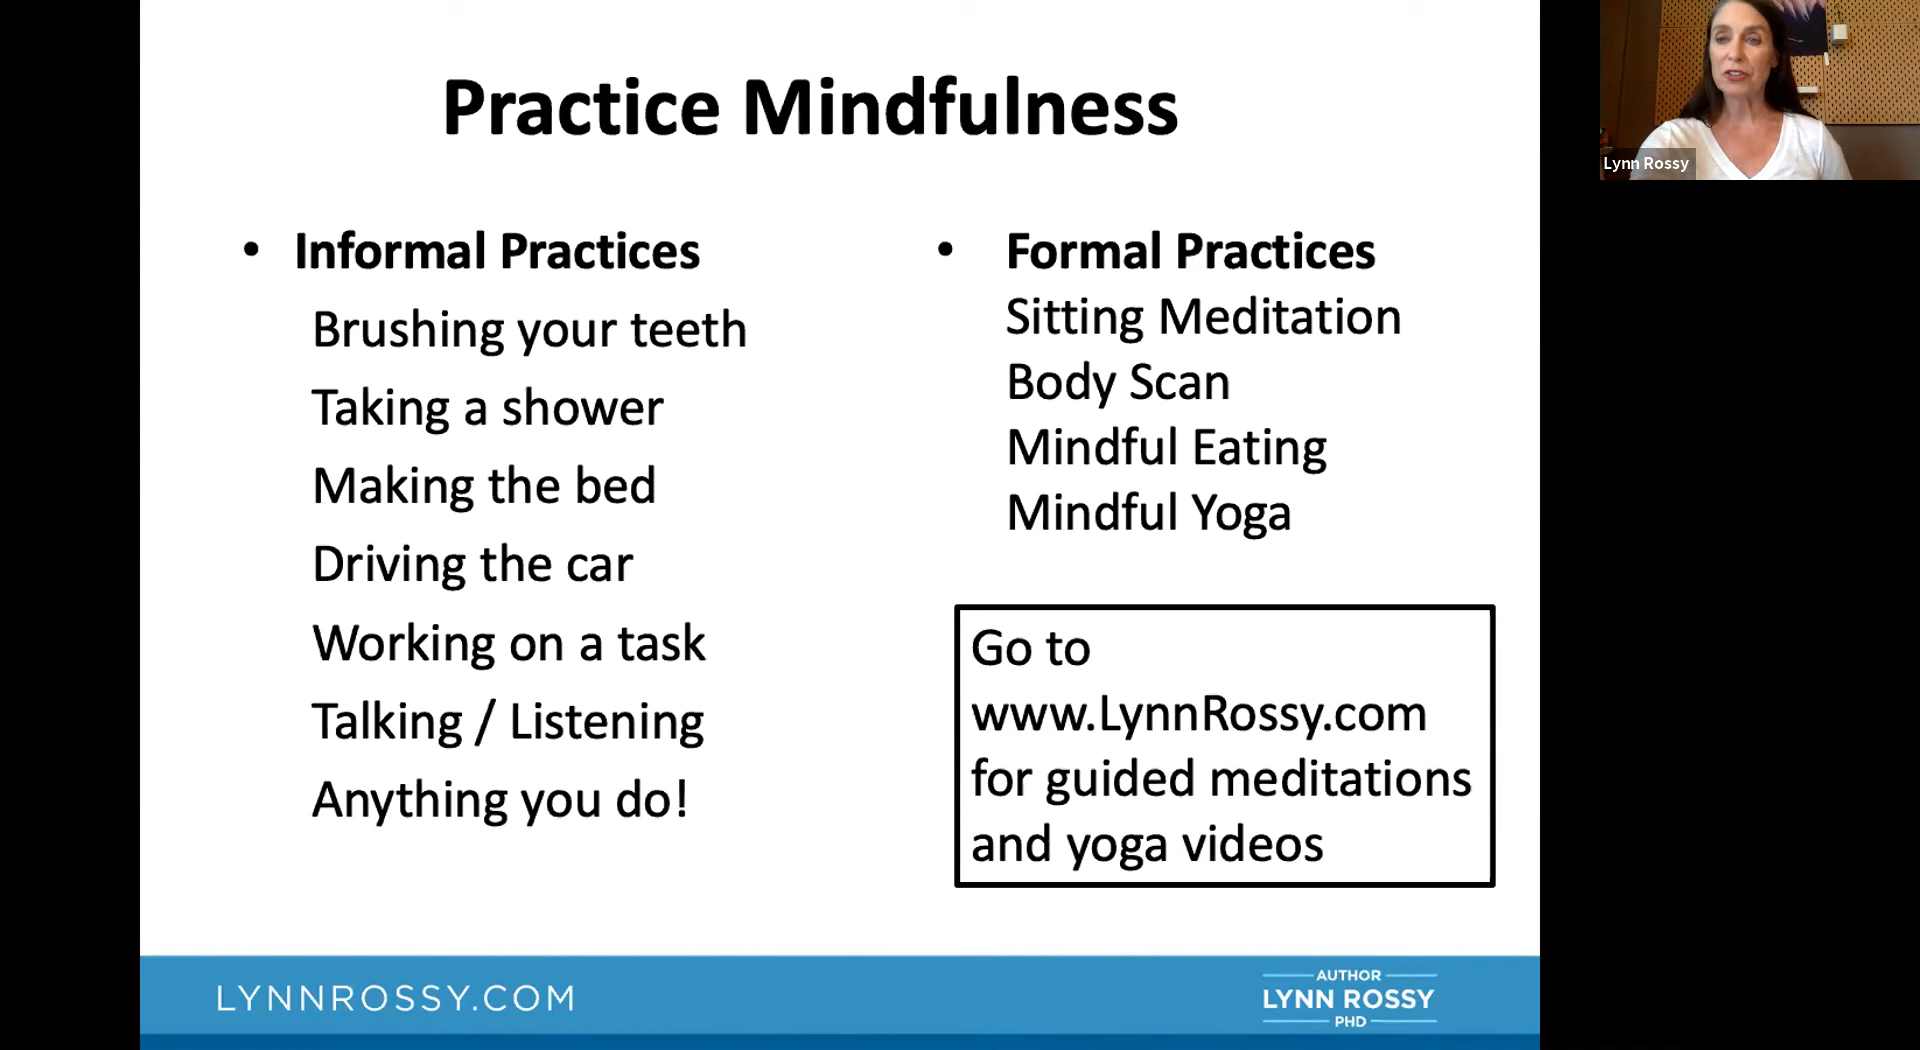 Practice Mindfulness
• Informal Practices
Brushing your teeth
Taking a shower
Making the bed
Driving the car
Working on a task
Talking / Listening
Anything you do!
• Formal Practices
Sitting Meditation
Body Scan
Mindful Eating
Mindful Yoga
Go to
www.LynnRossy.com
for guided meditations
and yoga videos
LYNNROSSY.COM
AUTHOR
LYNN ROSSY
PHD
Lynn Rossy